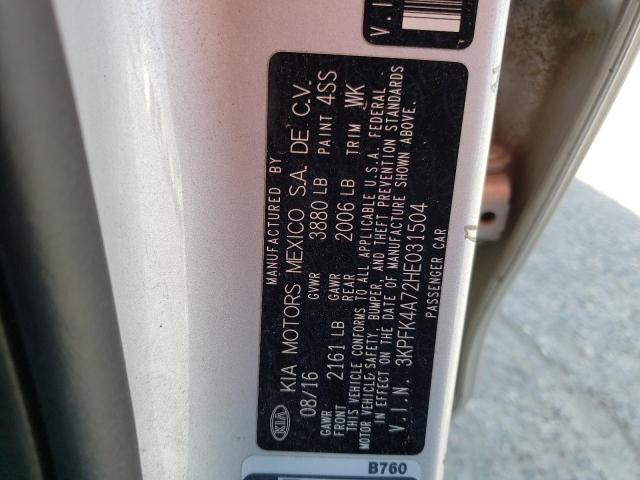 V.I
MANUFACTURED BY
KIA KIA MOTORS MEXICO S.A. DE C.V.
08/16 GVWR 3880 LB PAINT 4SS
GAWR FRONT 2161 LB GAWR REAR 2006 LB TRIM WK
THIS VEHICLE CONFORMS TO ALL APPLICABLE U.S.A. FEDERAL
MOTOR VEHICLE SAFETY, BUMPER, AND THEFT PREVENTION STANDARDS
IN EFFECT ON THE DATE OF MANUFACTURE SHOWN ABOVE.
V.I.N. 3KPFK4A72HE031504
PASSENGER CAR
B760